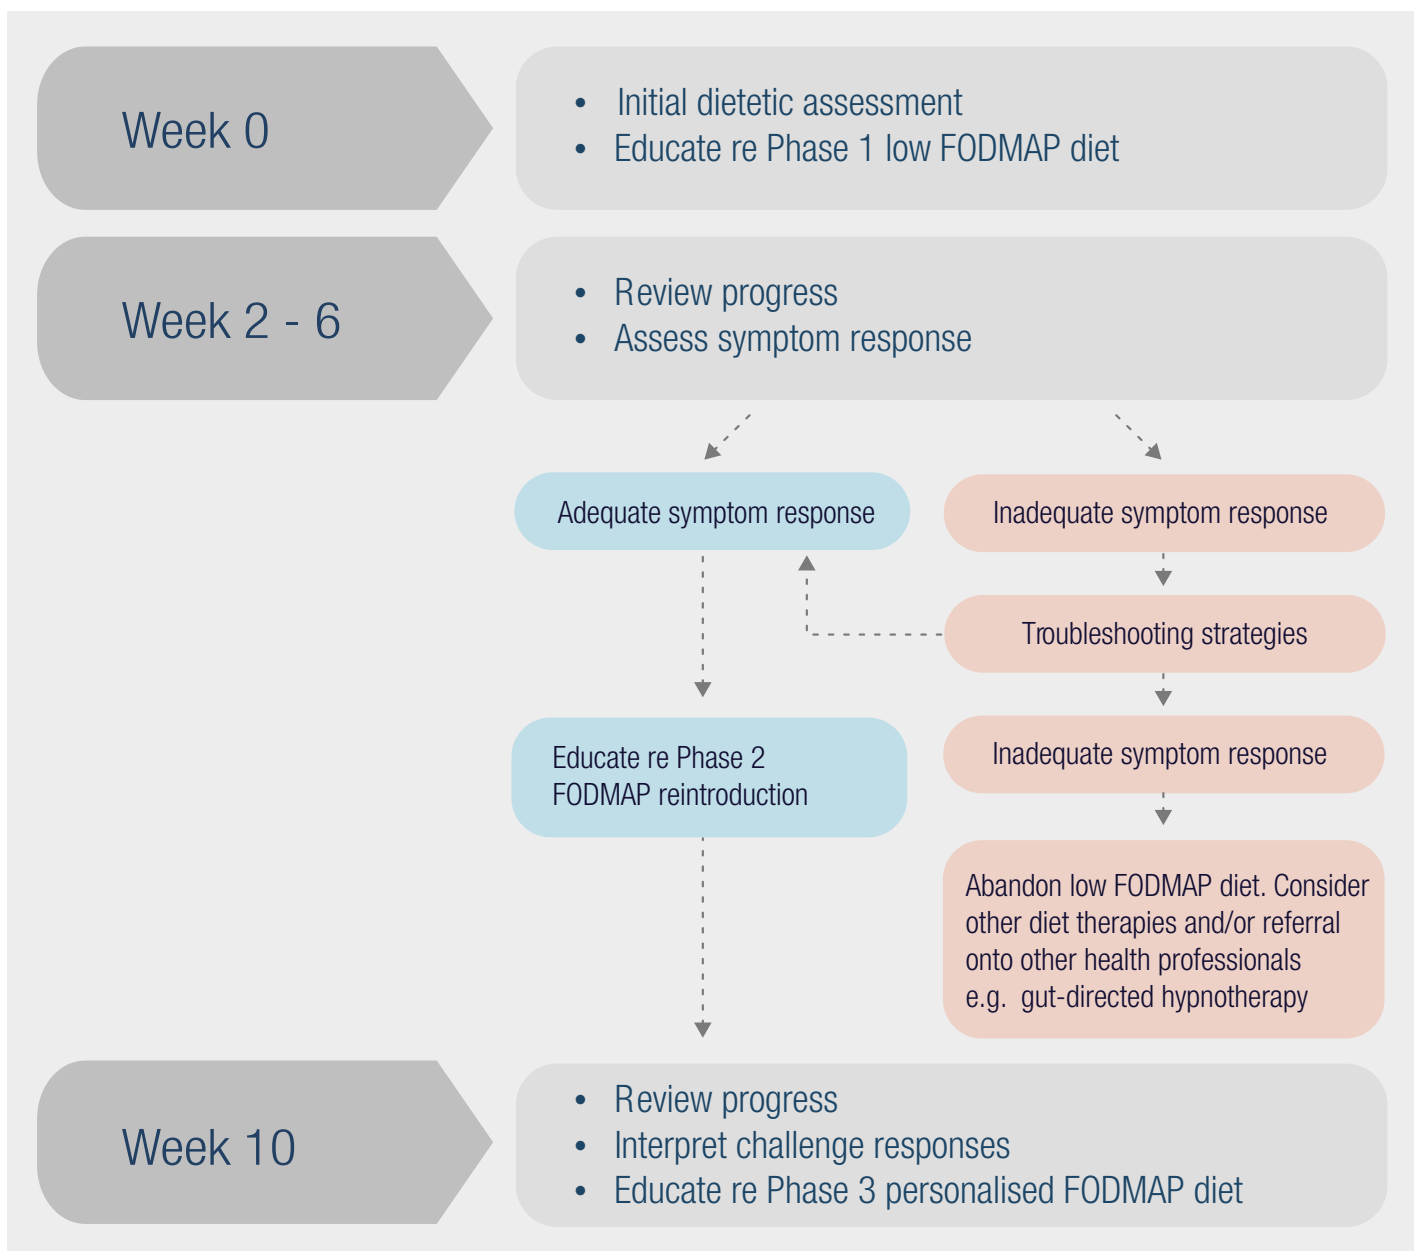 Week 0
• Initial dietetic assessment
• Educate re Phase 1 low FODMAP diet
Week 2 - 6
• Review progress
• Assess symptom response
Adequate symptom response
Inadequate symptom response
Troubleshooting strategies
Educate re Phase 2
FODMAP reintroduction
Inadequate symptom response
Abandon low FODMAP diet. Consider
other diet therapies and/or referral
onto other health professionals
e.g. gut-directed hypnotherapy
Week 10
• Review progress
• Interpret challenge responses
• Educate re Phase 3 personalised FODMAP diet